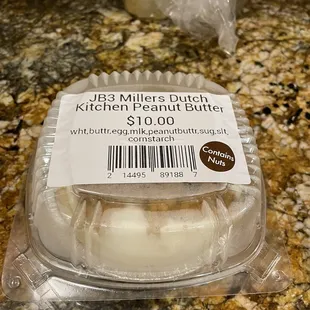 JB3 Millers Dutch
Kitchen Peanut Butter
$10.00
wht,buttr,egg,mlk,peanutbuttr,sug,slt,
cornstarch
Contains
Nuts
2 14495 89188 7